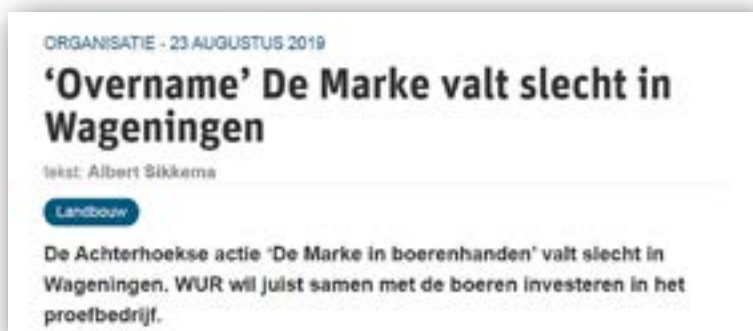 ORGANISATIE - 23 AUGUSTUS 2019
‘Overname’ De Marke valt slecht in
Wageningen
tekst: Albert Sikkema
Landbouw
De Achterhoekse actie ‘De Marke in boerenhanden’ valt slecht in
Wageningen. WUR wil juist samen met de boeren investeren in het
proefbedrijf.